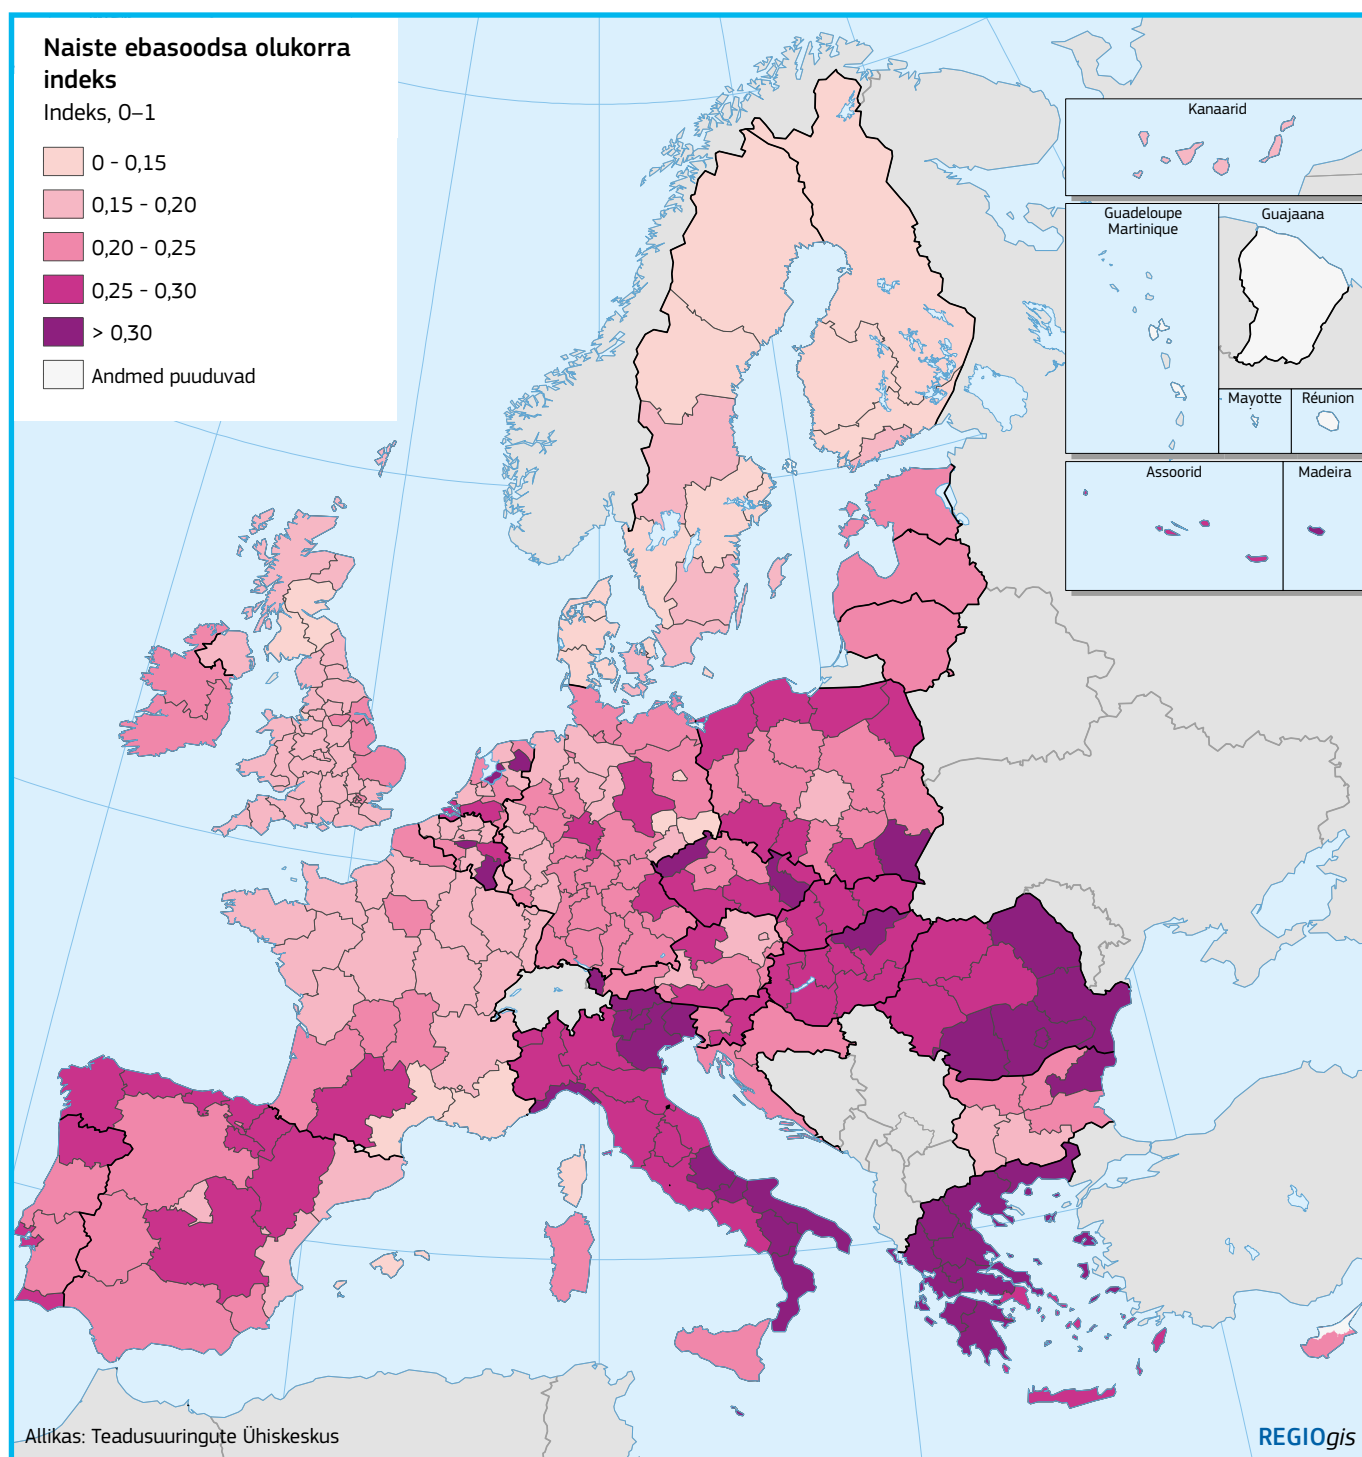 Naiste ebasoodsa olukorra
indeks
Indeks, 0–1
0 - 0,15
0,15 - 0,20
0,20 - 0,25
0,25 - 0,30
> 0,30
Andmed puuduvad
Kanaarid
Guadeloupe
Martinique
Guajaana
Mayotte
Réunion
Assoorid
Madeira
Allikas: Teadusuuringute Ühiskeskus
REGIOgis